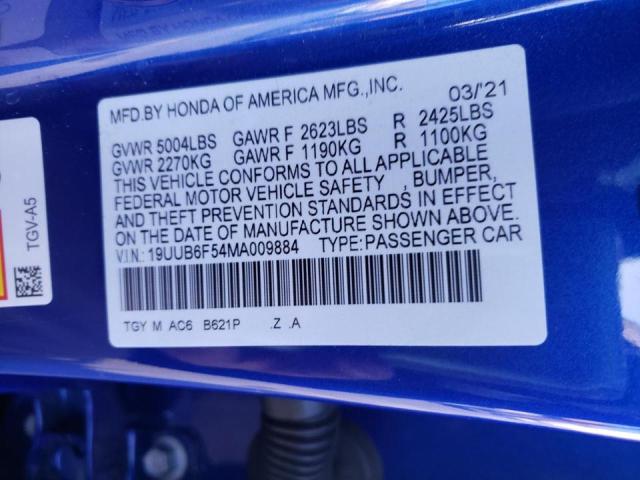 MFD.BY HONDA OF AMERICA MFG.,INC. 03/'21
GVWR 5004LBS GAWR F 2623LBS R 2425LBS
GVWR 2270KG GAWR F 1190KG R 1100KG
THIS VEHICLE CONFORMS TO ALL APPLICABLE
FEDERAL MOTOR VEHICLE SAFETY , BUMPER,
AND THEFT PREVENTION STANDARDS IN EFFECT
ON THE DATE OF MANUFACTURE SHOWN ABOVE.
V.I.N: 19UUB6F54MA009884 TYPE:PASSENGER CAR
TGY M AC6 B621P .Z .A
TGV-A5